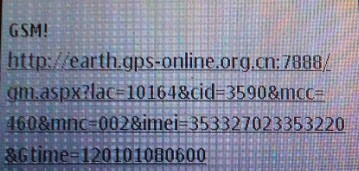 GSM!
http://earth.gps-online.org.cn:7888/
gm.aspx?lac=10164&cid=3590&mcc=
460&mnc=002&imei=353327023353220
&Gtime=120101080600